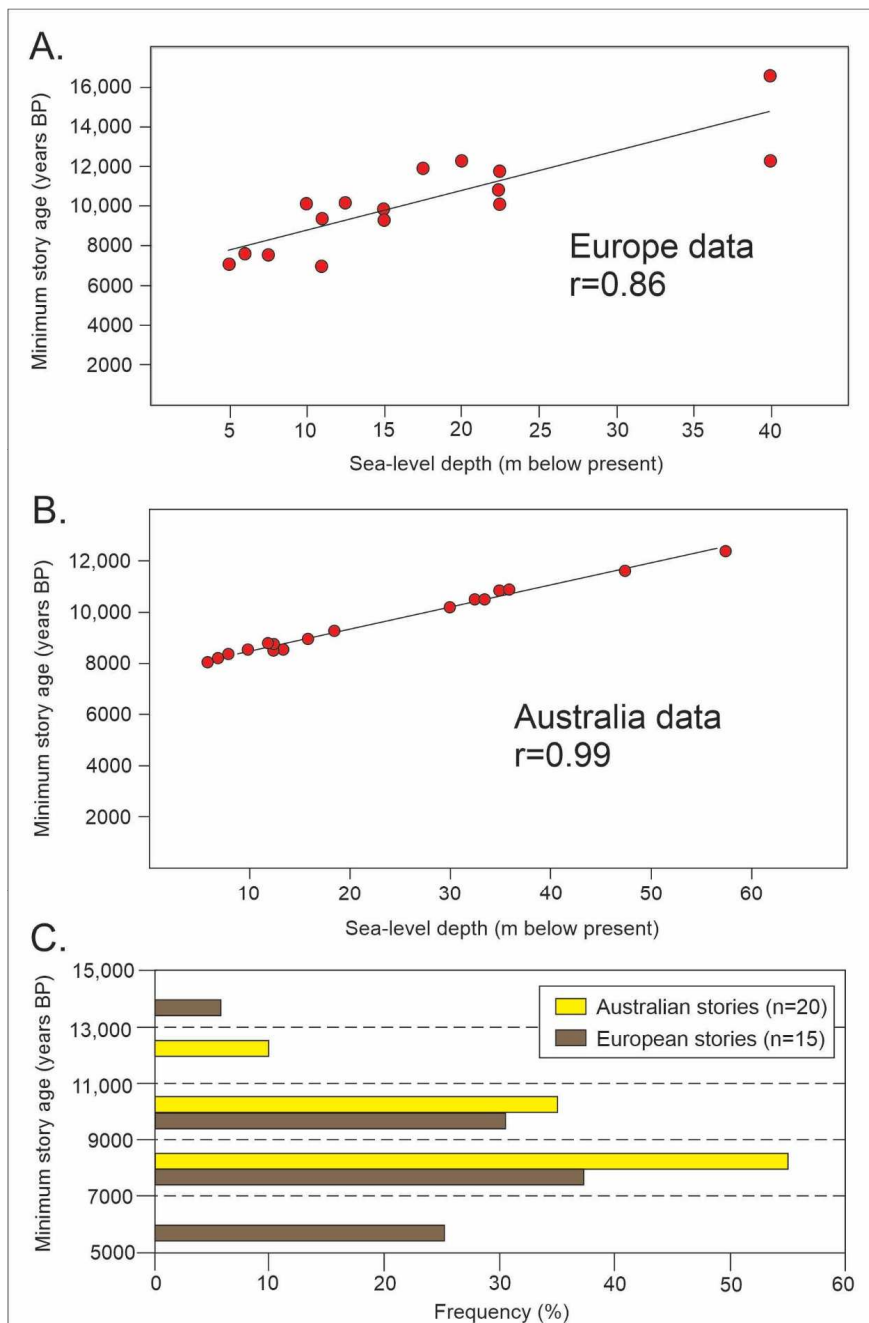 A.
Minimum story age (years BP)
16,000
14,000
12,000
10,000
8000
6000
4000
2000
Europe data
r=0.86
5 10 15 20 25 30 35 40
Sea-level depth (m below present)
B.
Minimum story age (years BP)
12,000
10,000
8000
6000
4000
2000
Australia data
r=0.99
10 20 30 40 50 60
Sea-level depth (m below present)
C.
Minimum story age (years BP)
15,000
13,000
11,000
9000
7000
5000
Australian stories (n=20)
European stories (n=15)
0 10 20 30 40 50 60
Frequency (%)